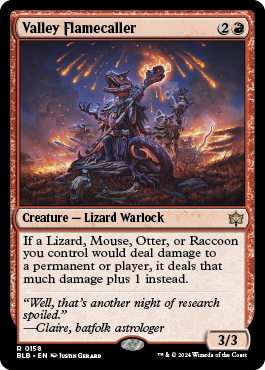 Valley Flamecaller 2
Creature — Lizard Warlock
If a Lizard, Mouse, Otter, or Raccoon
you control would deal damage to
a permanent or player, it deals that
much damage plus 1 instead.
“Well, that’s another night of research
spoiled.”
—Claire, batfolk astrologer
3/3
R 0158
BLB • EN Justin Gerard
™ & © 2024 Wizards of the Coast